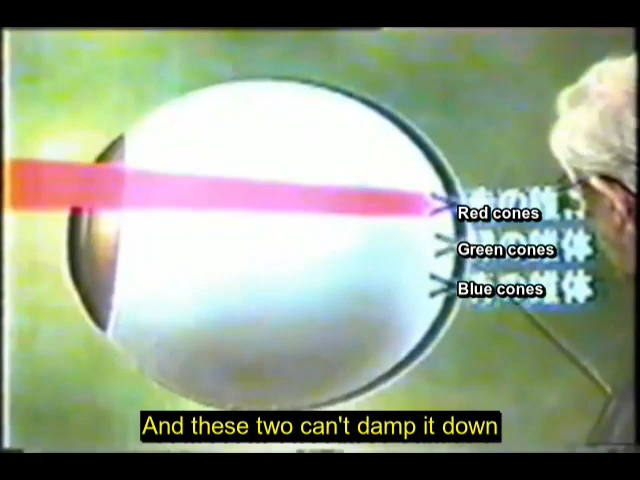 Red cones
Green cones
Blue cones
And these two can't damp it down